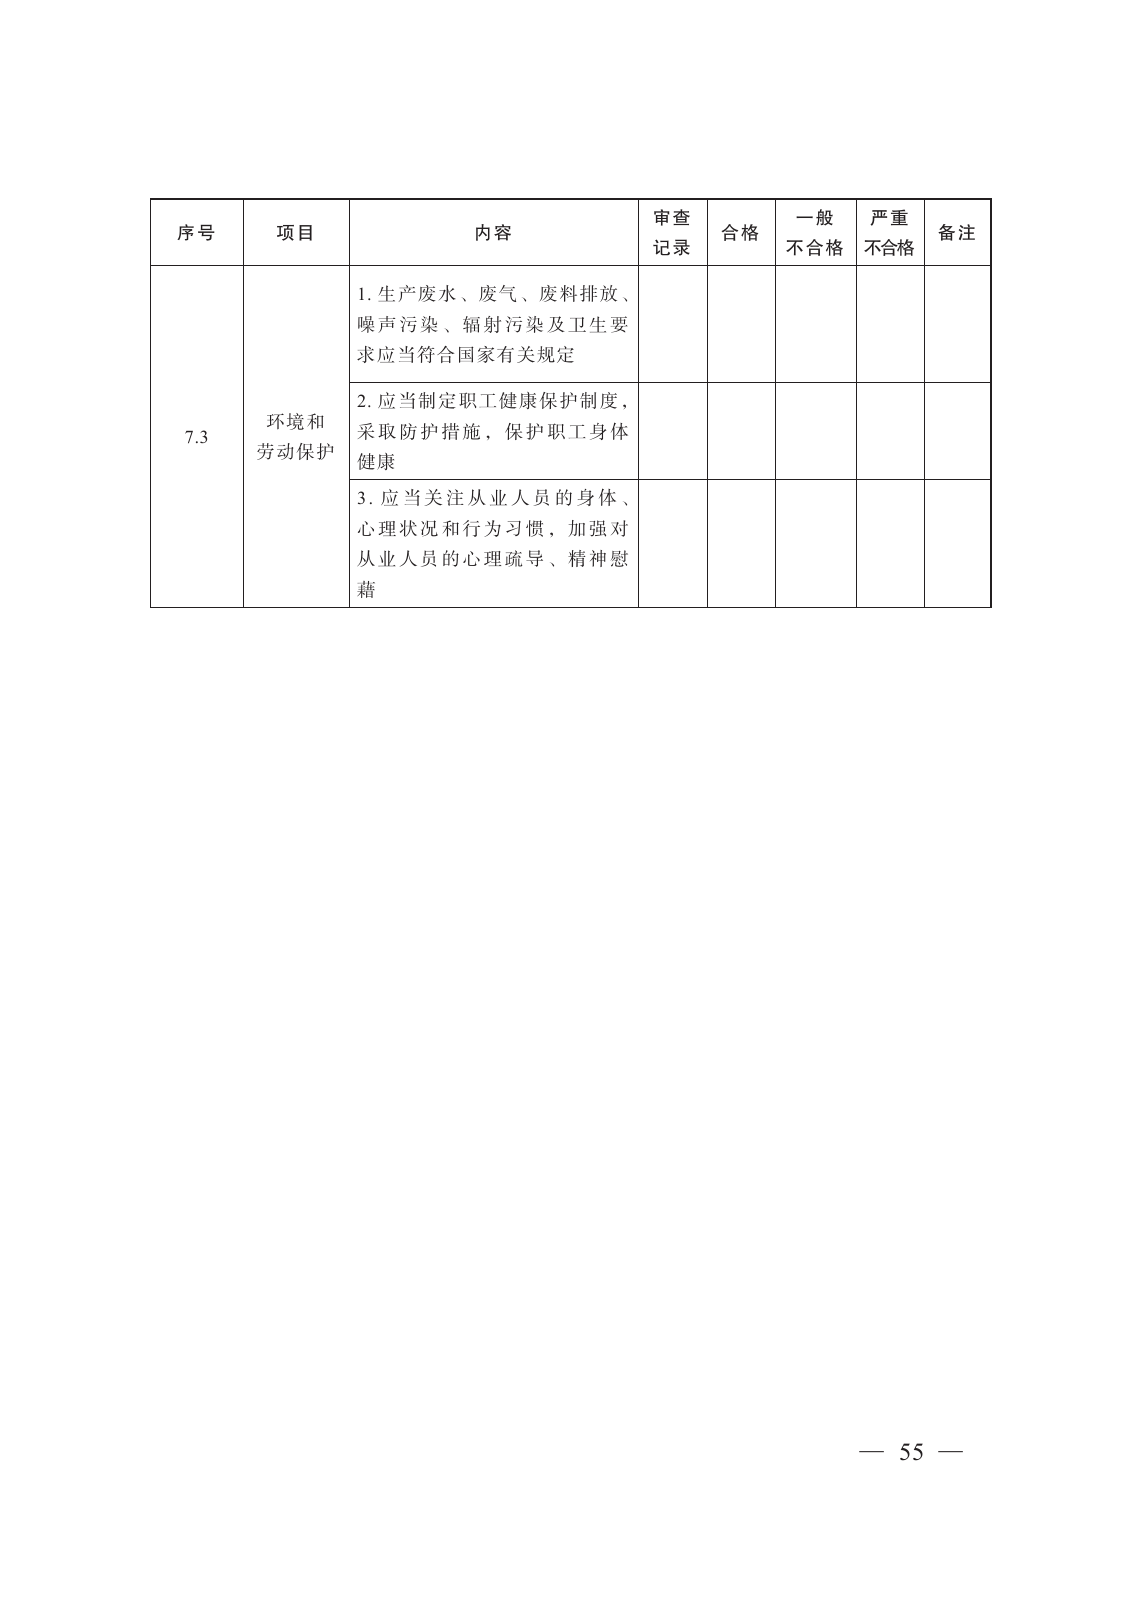 序号 项目 内容 审查 记录 合格 一般 不合格 严重 不合格 备注
7.3
环境和
劳动保护
1. 生产废水、废气、废料排放、
噪声污染、辐射污染及卫生要
求应当符合国家有关规定
2. 应当制定职工健康保护制度，
采取防护措施，保护职工身体
健康
3. 应当关注从业人员的身体、
心理状况和行为习惯，加强对
从业人员的心理疏导、精神慰
藉
— 55 —